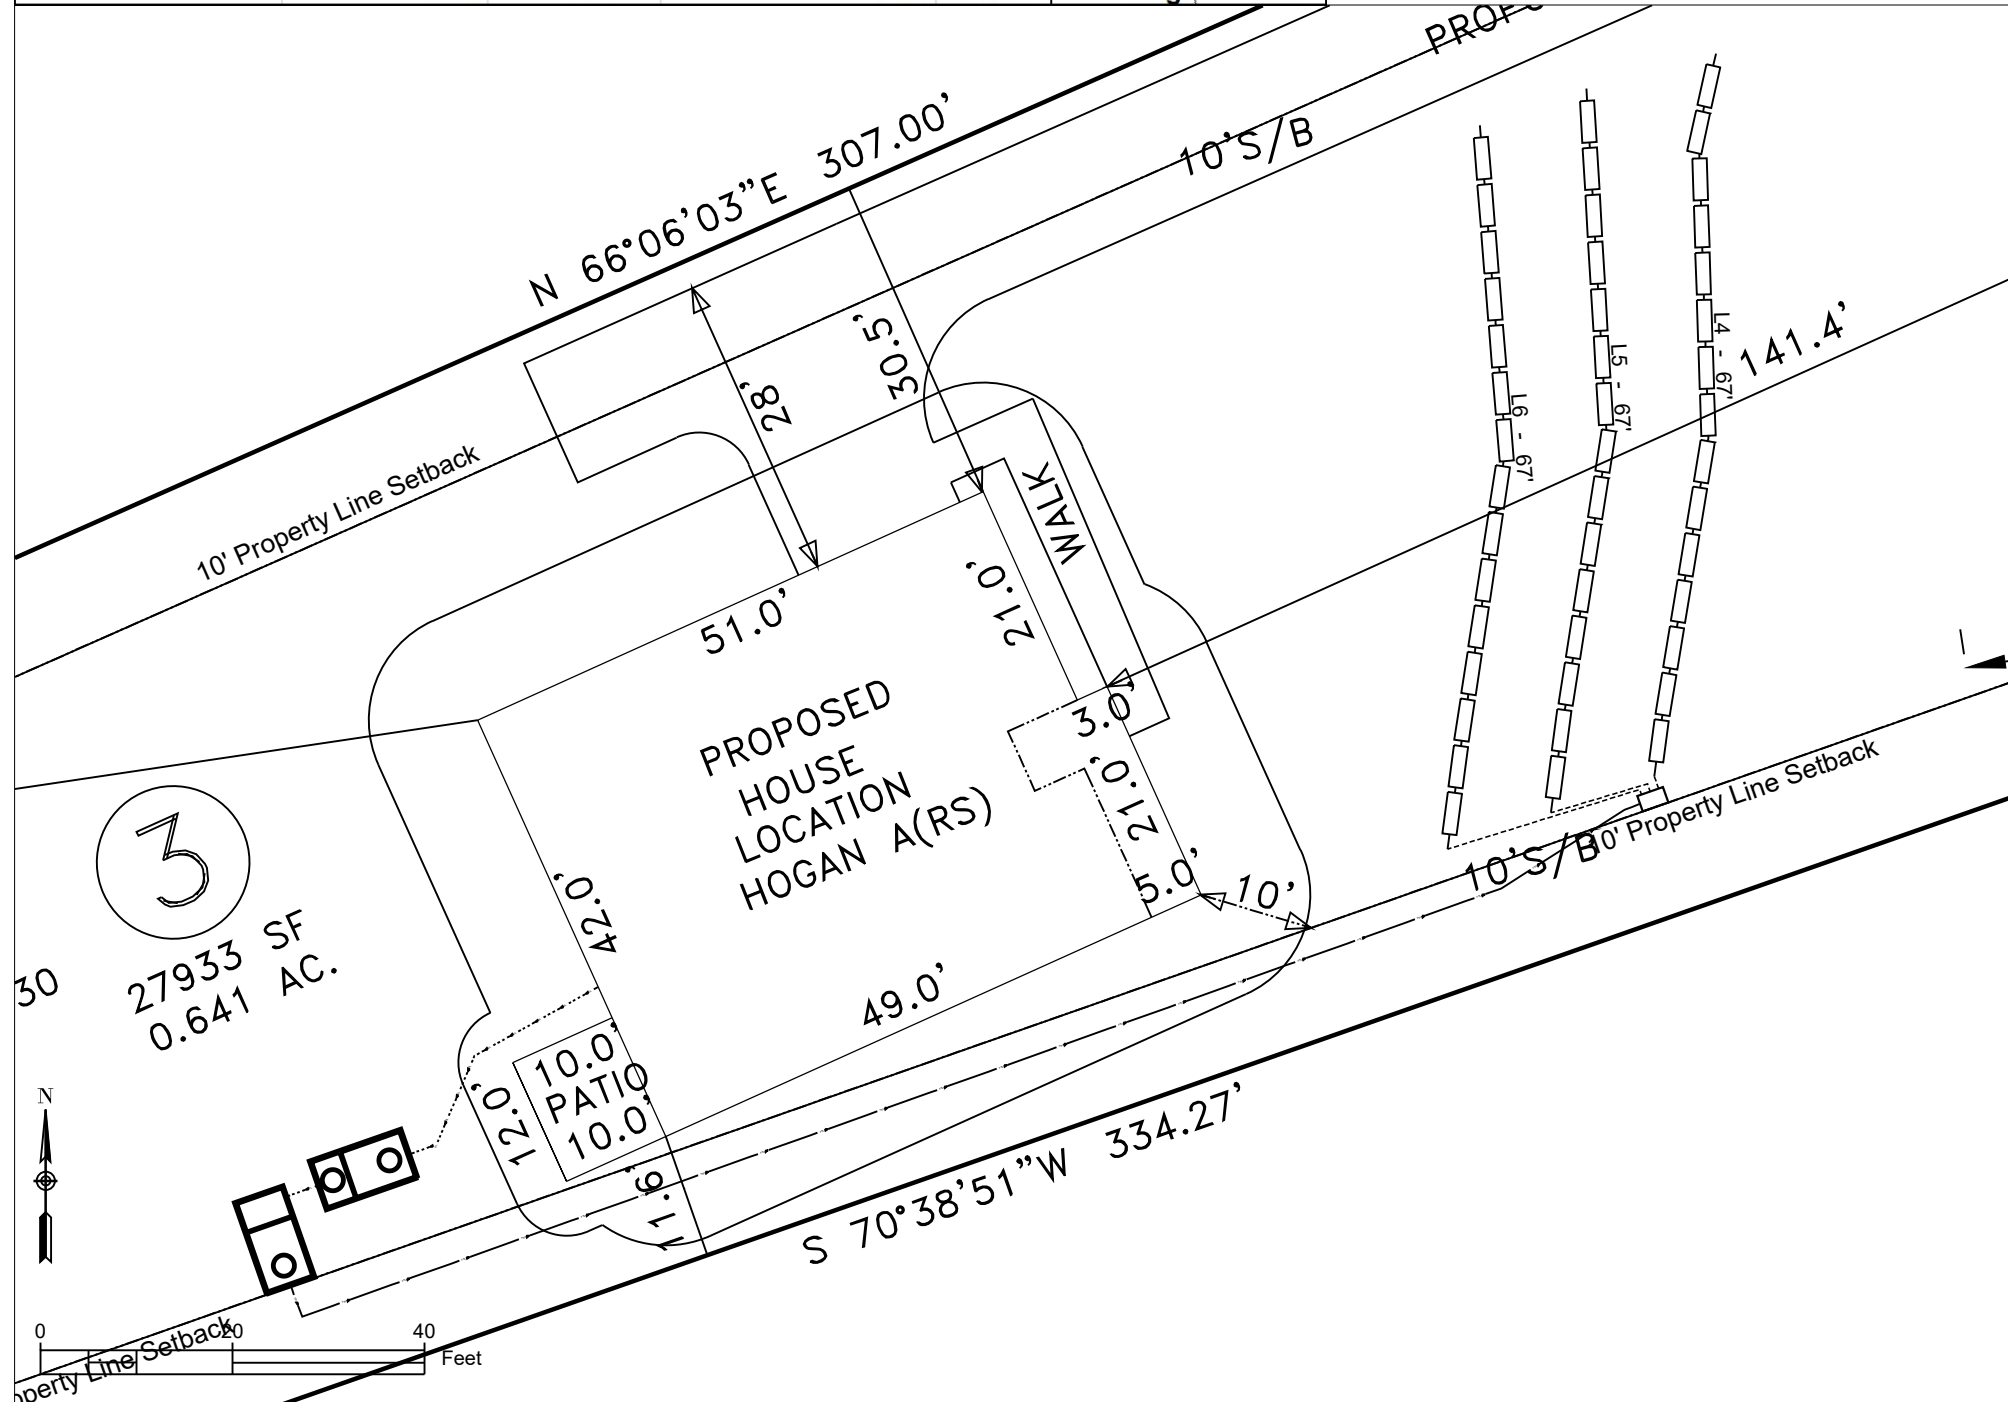 N 66°06'03"E 307.00'
10'S/B
10' Property Line Setback
28'
30.5'
WALK
L6 - 67'
L5 - 67'
L4 - 67'
141.4'
51.0'
21.0'
3.0'
21.0'
5.0'
10'
PROPOSED
HOUSE
LOCATION
HOGAN A(RS)
42.0'
49.0'
3
27933 SF
0.641 AC.
30
10.0'
PATIO
10.0'
12.0'
11.6'
10'S/B
10' Property Line Setback
S 70°38'51"W 334.27'
N
0 20 40
Feet
Line Setback